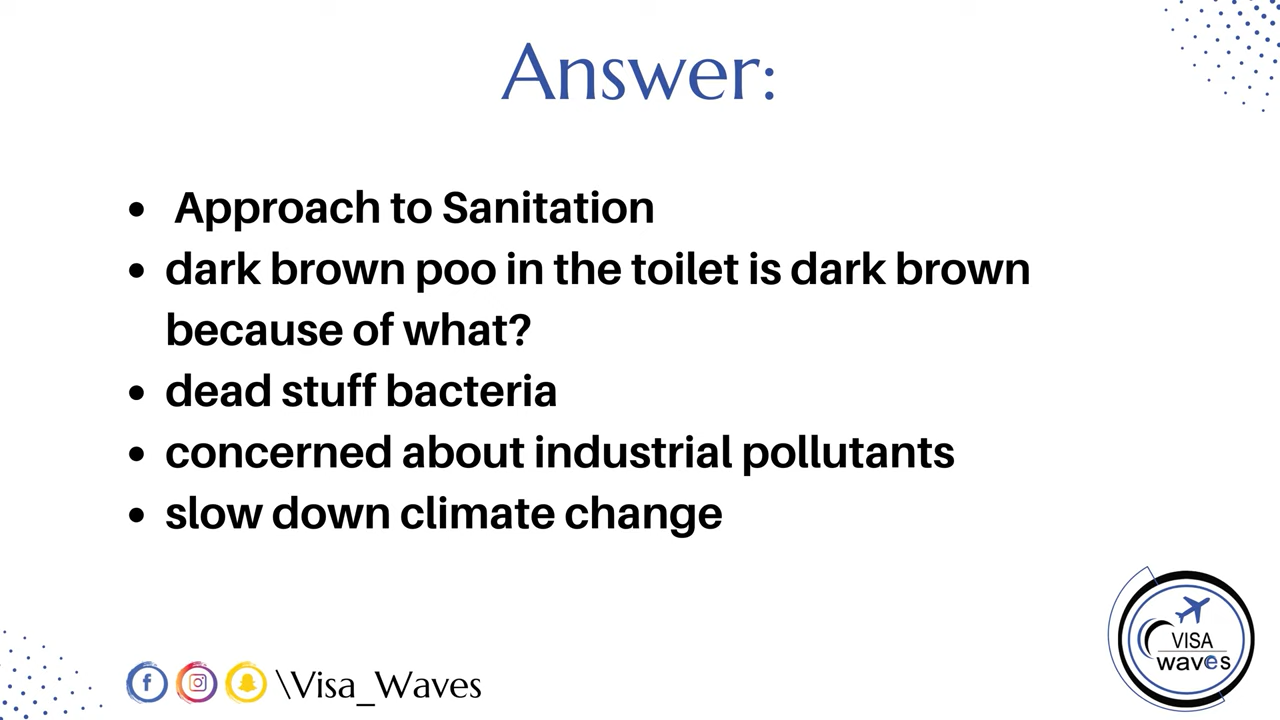 Answer:
• Approach to Sanitation
• dark brown poo in the toilet is dark brown
because of what?
• dead stuff bacteria
• concerned about industrial pollutants
• slow down climate change
\Visa_Waves
VISA
waves